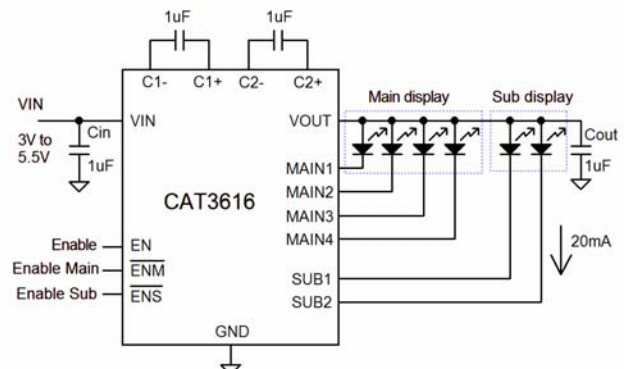 1uF
1uF
C1-
C1+
C2-
C2+
Main display
Sub display
VIN
Cin
VIN
VOUT
Cout
3V to
5.5V
1uF
1uF
MAIN1
MAIN2
CAT3616
MAIN3
MAIN4
20mA
Enable
EN
Enable Main
ENM
Enable Sub
ENS
SUB1
SUB2
GND